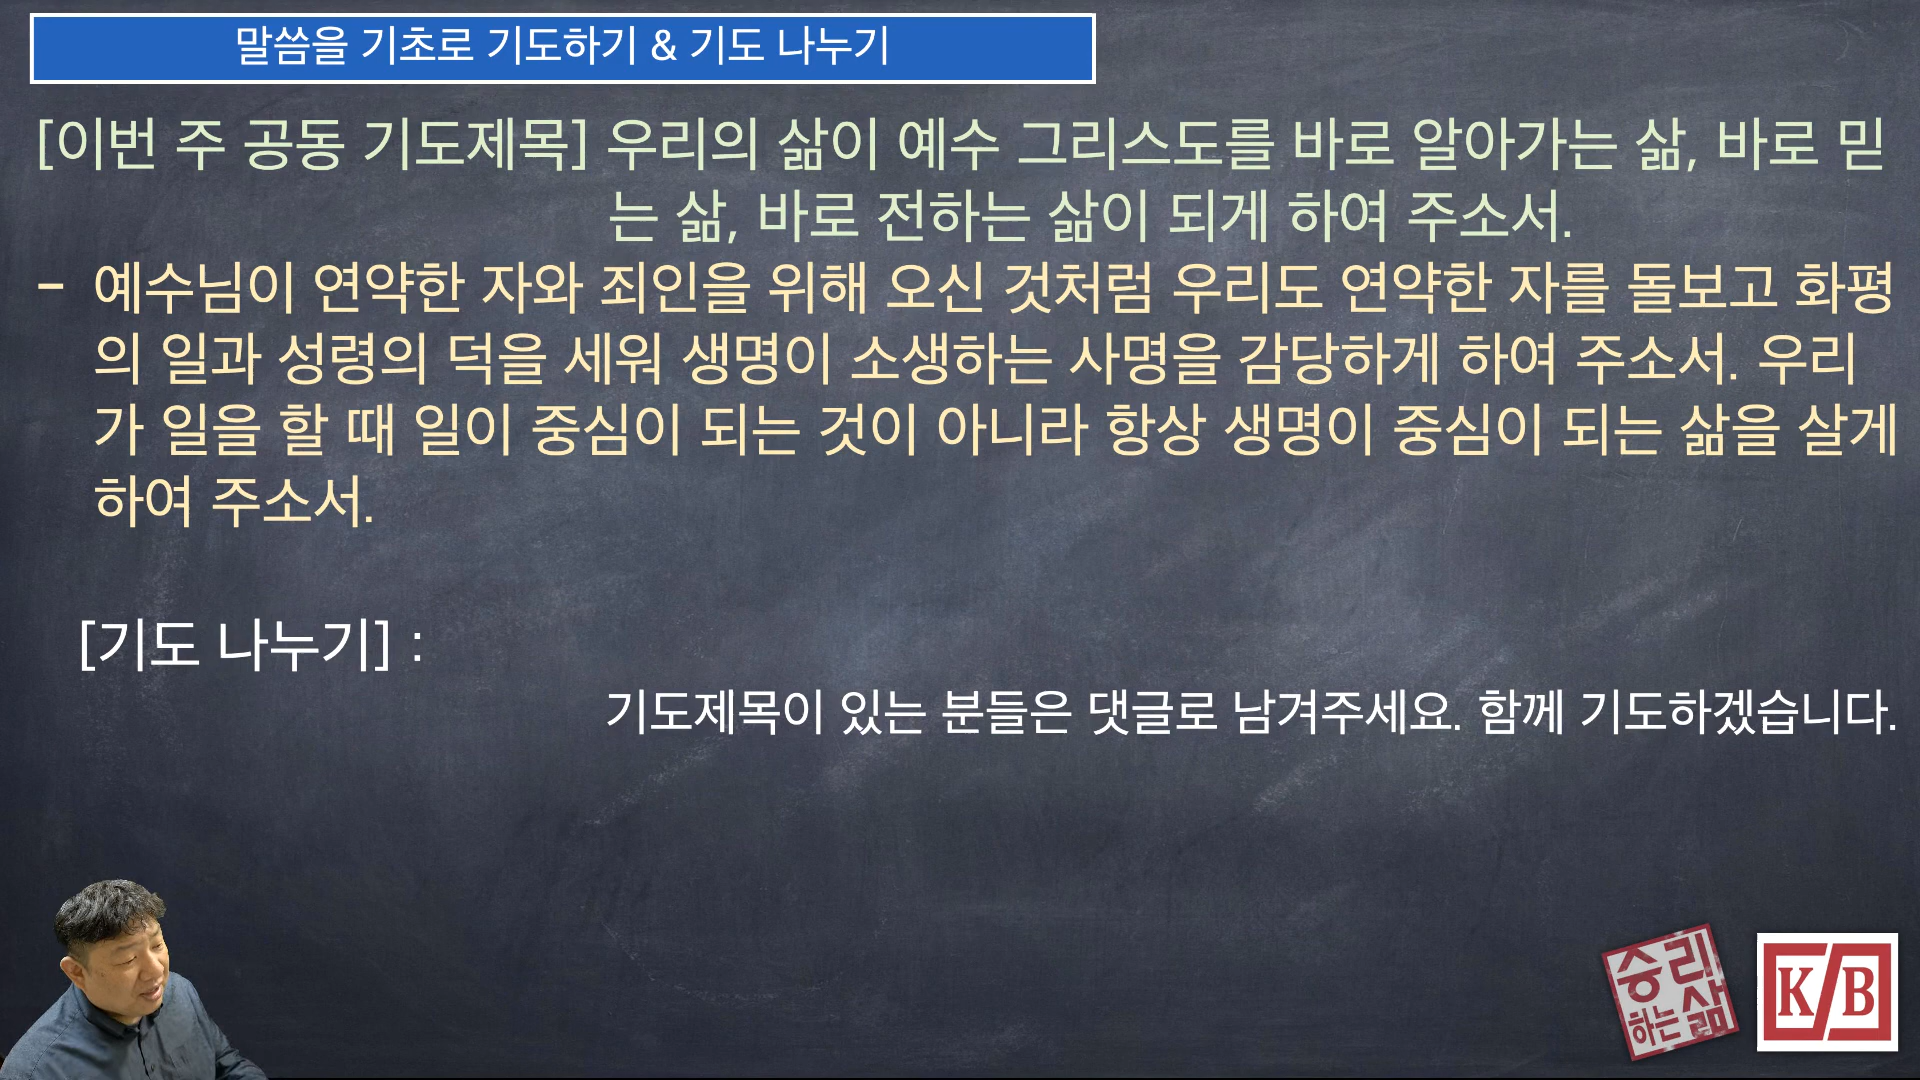 말씀을 기초로 기도하기 & 기도 나누기
[이번 주 공동 기도제목] 우리의 삶이 예수 그리스도를 바로 알아가는 삶, 바로 믿
는 삶, 바로 전하는 삶이 되게 하여 주소서.
- 예수님이 연약한 자와 죄인을 위해 오신 것처럼 우리도 연약한 자를 돌보고 화평
의 일과 성령의 덕을 세워 생명이 소생하는 사명을 감당하게 하여 주소서. 우리
가 일을 할 때 일이 중심이 되는 것이 아니라 항상 생명이 중심이 되는 삶을 살게
하여 주소서.
[기도 나누기] :
기도제목이 있는 분들은 댓글로 남겨주세요. 함께 기도하겠습니다.
승리
하는 삶
K/B